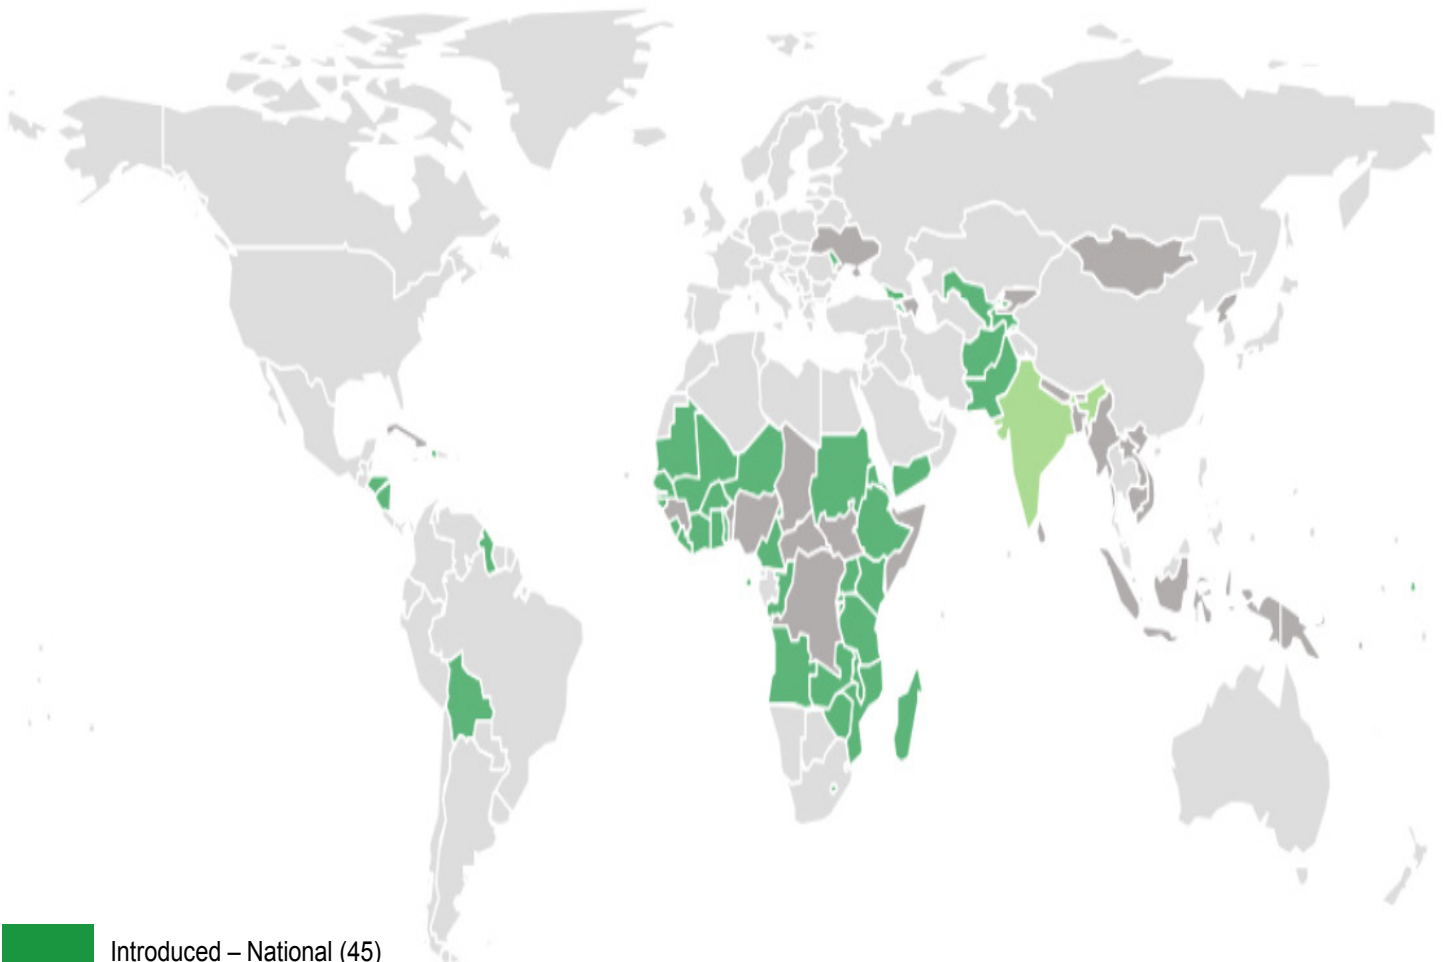 Introduced – National (45)